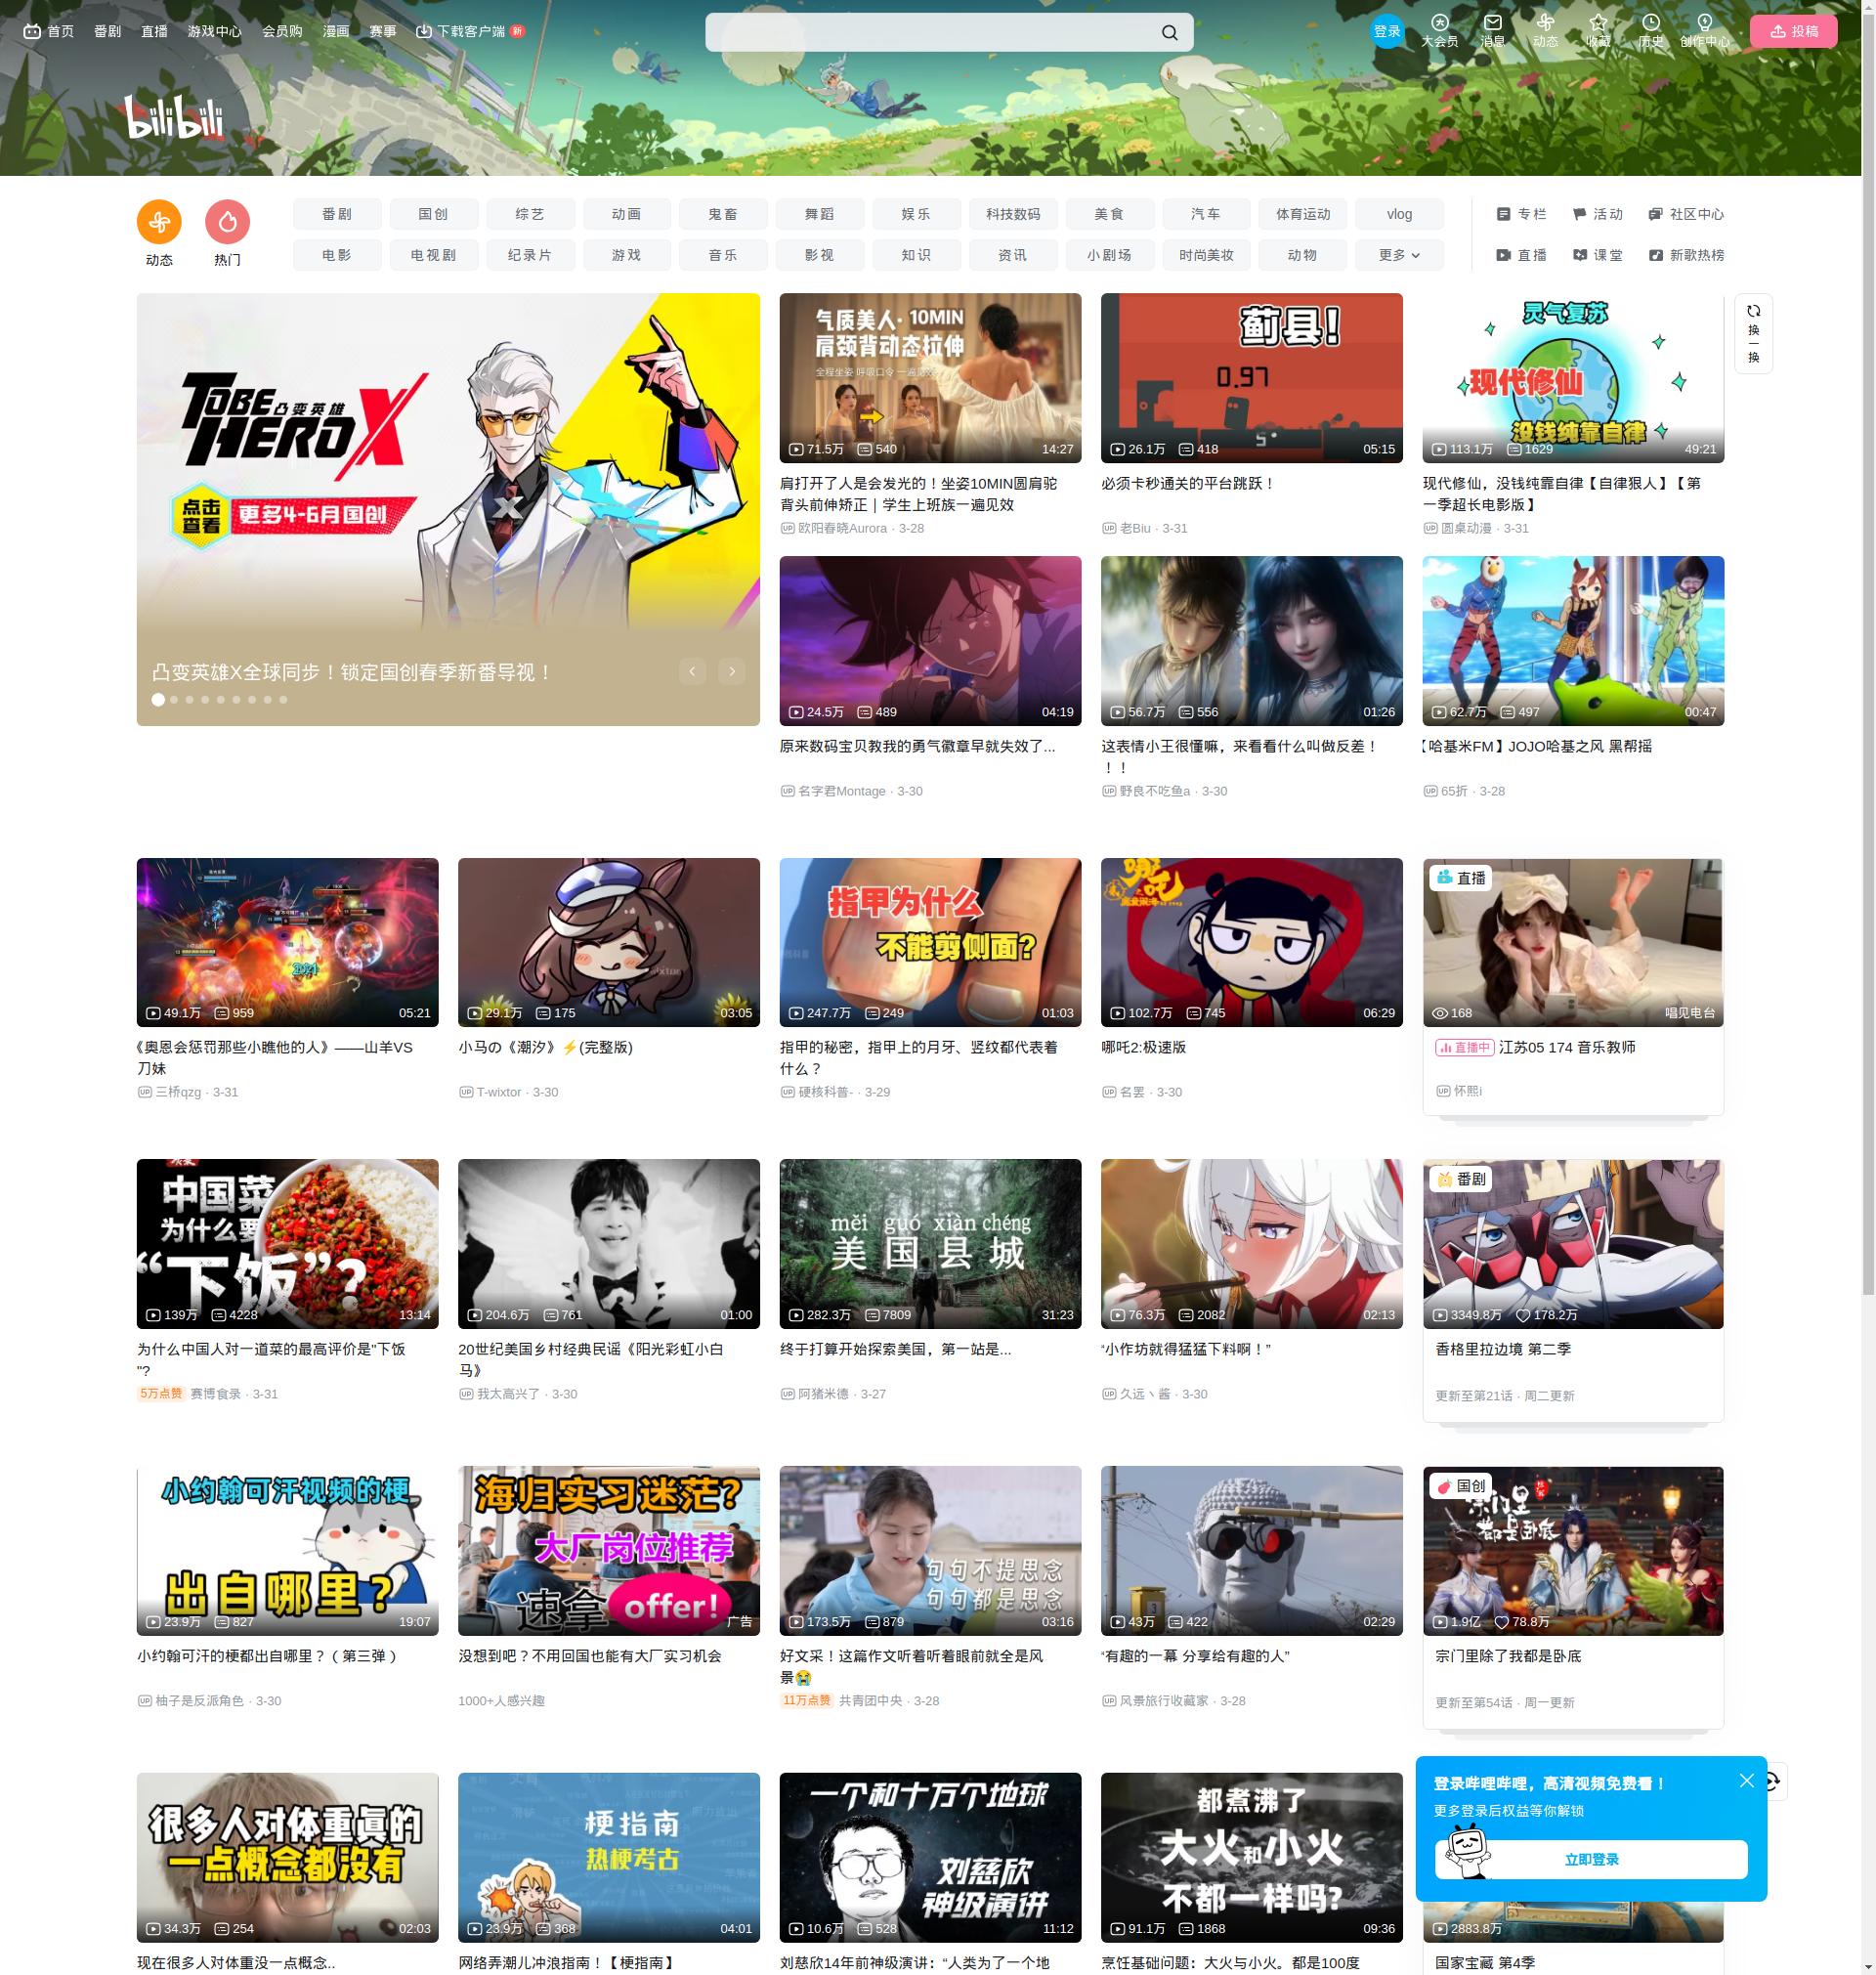 首页 番剧 直播 游戏中心 会员购 漫画 赛事 下载客户端 新
登录 大会员 消息 动态 收藏 历史 创作中心 投稿
bilibili
动态 热门
番剧 国创 综艺 动画 鬼畜 舞蹈 娱乐 科技数码 美食 汽车 体育运动 vlog
电影 电视剧 纪录片 游戏 音乐 影视 知识 资讯 小剧场 时尚美妆 动物 更多
专栏 活动 社区中心
直播 课堂 新歌热榜
换一换
TO BE HERO X
凸变英雄
点击查看
更多4-6月国创
凸变英雄X全球同步！锁定国创春季新番导视！
气质美人·10MIN
肩颈背动态拉伸
全程坐姿 呼吸口令 一遍见效
71.5万 540 14:27
肩打开了人是会发光的！坐姿10MIN圆肩驼
背头前伸矫正｜学生上班族一遍见效
欧阳春晓Aurora · 3-28
蓟县!
0.97
26.1万 418 05:15
必须卡秒通关的平台跳跃！
老Biu · 3-31
灵气复苏
现代修仙
没钱纯靠自律
113.1万 1629 49:21
现代修仙，没钱纯靠自律【自律狠人】【第
一季超长电影版】
圆桌动漫 · 3-31
24.5万 489 04:19
原来数码宝贝教我的勇气徽章早就失效了...
名字君Montage · 3-30
56.7万 556 01:26
这表情小王很懂嘛，来看看什么叫做反差！
！！
野良不吃鱼a · 3-30
62.7万 497 00:47
【哈基米FM】JOJO哈基之风 黑帮摇
65折 · 3-28
49.1万 959 05:21
《奥恩会惩罚那些小瞧他的人》——山羊VS
刀妹
三桥qzg · 3-31
29.1万 175 03:05
小马の《潮汐》⚡(完整版)
T-wixtor · 3-30
指甲为什么
不能剪侧面?
247.7万 249 01:03
指甲的秘密，指甲上的月牙、竖纹都代表着
什么？
硬核科普- · 3-29
哪吒
102.7万 745 06:29
哪吒2:极速版
名罢 · 3-30
直播
168 唱见电台
直播中 江苏05 174 音乐教师
怀熙i
中国菜
为什么要
“下饭”?
139万 4228 13:14
为什么中国人对一道菜的最高评价是"下饭
"?
5万点赞 赛博食录 · 3-31
204.6万 761 01:00
20世纪美国乡村经典民谣《阳光彩虹小白
马》
我太高兴了 · 3-30
měi guó xiàn chéng
美国县城
282.3万 7809 31:23
终于打算开始探索美国，第一站是...
阿猪米德 · 3-27
76.3万 2082 02:13
“小作坊就得猛猛下料啊！”
久远丶酱 · 3-30
番剧
3349.8万 178.2万
香格里拉边境 第二季
更新至第21话 · 周二更新
小约翰可汗视频的梗
出自哪里？
23.9万 827 19:07
小约翰可汗的梗都出自哪里？（第三弹）
柚子是反派角色 · 3-30
海归实习迷茫?
大厂岗位推荐
速拿offer!
广告
没想到吧？不用回国也能有大厂实习机会
1000+人感兴趣
句句不提思念
句句都是思念
173.5万 879 03:16
好文采！这篇作文听着听着眼前就全是风
景😭
11万点赞 共青团中央 · 3-28
43万 422 02:29
“有趣的一幕 分享给有趣的人”
风景旅行收藏家 · 3-28
国创
宗门里
都是卧底
1.9亿 78.8万
宗门里除了我都是卧底
更新至第54话 · 周一更新
很多人对体重真的
一点概念都没有
34.3万 254 02:03
现在很多人对体重没一点概念..
梗指南
热梗考古
23.9万 368 04:01
网络弄潮儿冲浪指南！【梗指南】
一个和十万个地球
刘慈欣
神级演讲
10.6万 528 11:12
刘慈欣14年前神级演讲：“人类为了一个地
都煮沸了
大火和小火
不都一样吗?
91.1万 1868 09:36
烹饪基础问题：大火与小火。都是100度
登录哔哩哔哩，高清视频免费看！
更多登录后权益等你解锁
立即登录
2883.8万
国家宝藏 第4季